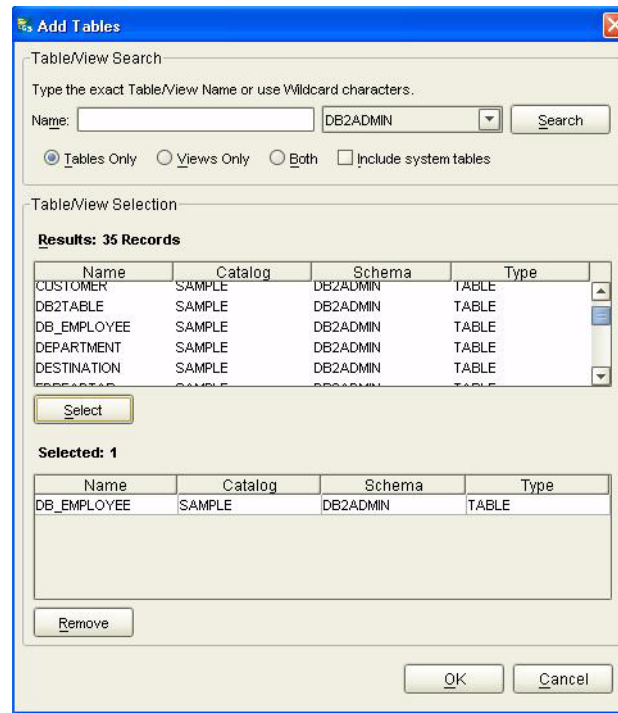 Add Tables
Table/View Search
Type the exact Table/View Name or use Wildcard characters.
Name: DB2ADMIN Search
Tables Only Views Only Both Include system tables
Table/View Selection
Results: 35 Records
Name Catalog Schema Type
CUSTOMER SAMPLE DB2ADMIN TABLE
DB2TABLE SAMPLE DB2ADMIN TABLE
DB_EMPLOYEE SAMPLE DB2ADMIN TABLE
DEPARTMENT SAMPLE DB2ADMIN TABLE
DESTINATION SAMPLE DB2ADMIN TABLE
SAMPLE DB2ADMIN TABLE
Select
Selected: 1
Name Catalog Schema Type
DB_EMPLOYEE SAMPLE DB2ADMIN TABLE
Remove
OK Cancel